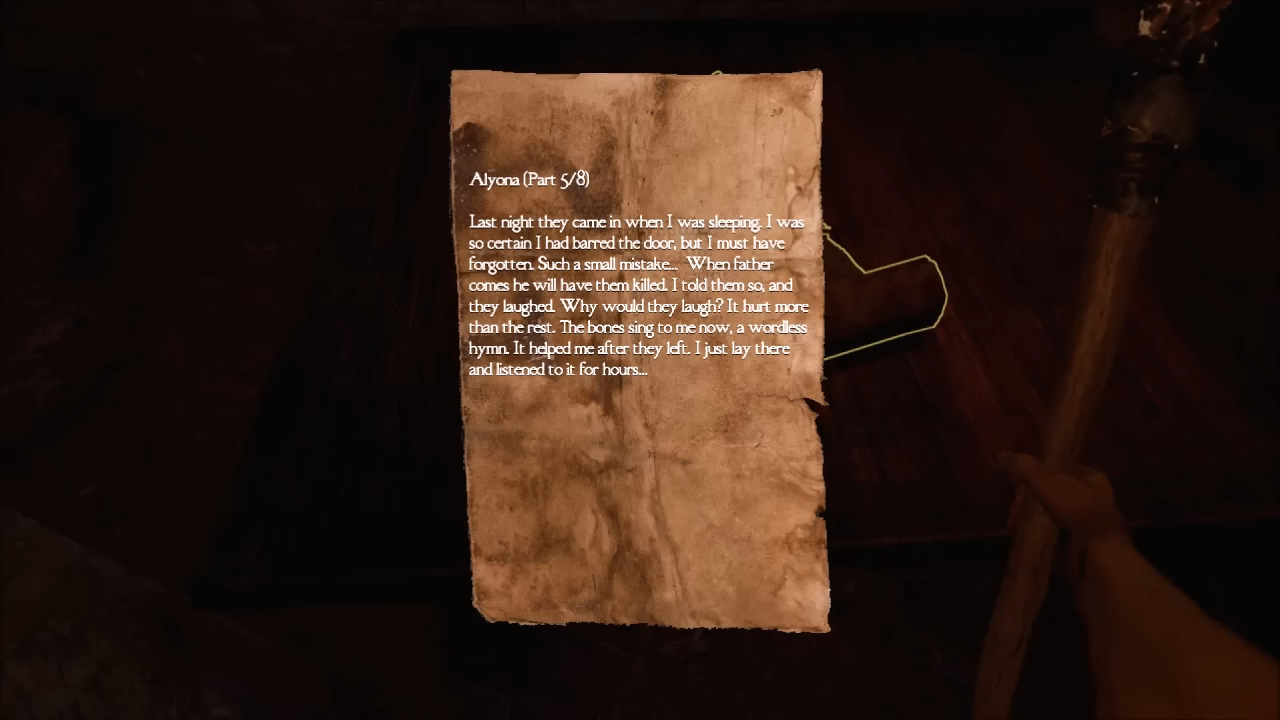 Alyona (Part 5/8)
Last night they came in when I was sleeping. I was
so certain I had barred the door, but I must have
forgotten. Such a small mistake... When father
comes he will have them killed. I told them so, and
they laughed. Why would they laugh? It hurt more
than the rest. The bones sing to me now, a wordless
hymn. It helped me after they left. I just lay there
and listened to it for hours...